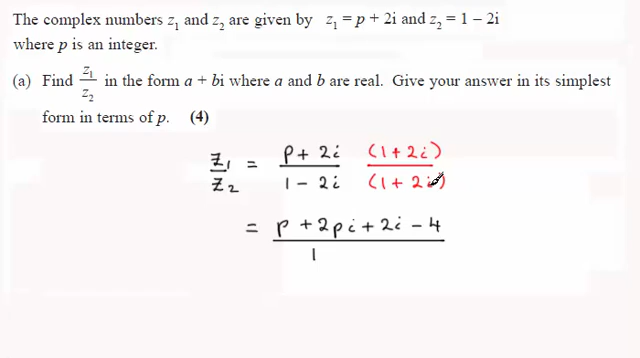 The complex numbers z₁ and z₂ are given by z₁ = p + 2i and z₂ = 1 – 2i
where p is an integer.
(a) Find z₁/z₂ in the form a + bi where a and b are real. Give your answer in its simplest
form in terms of p. (4)
z₁/z₂ = (p + 2i)/(1 - 2i) (1 + 2i)/(1 + 2i)
= (p + 2pi + 2i - 4)/(1